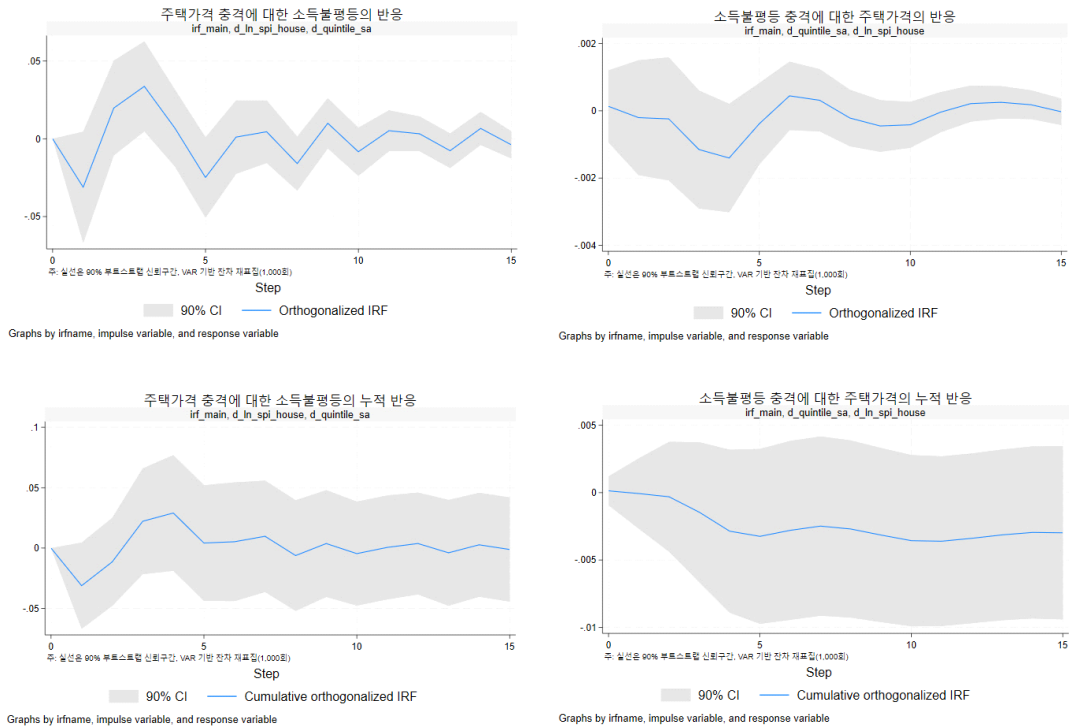 주택가격 충격에 대한 소득불평등의 반응
irf_main, d_ln_spi_house, d_quintile_sa
.05
0
-.05
0 5 10 15
주: 실선은 90% 부트스트랩 신뢰구간, VAR 기반 잔차 재표집(1,000회)
Step
90% CI Orthogonalized IRF
Graphs by irfname, impulse variable, and response variable
소득불평등 충격에 대한 주택가격의 반응
irf_main, d_quintile_sa, d_ln_spi_house
.002
0
-.002
-.004
0 5 10 15
주: 실선은 90% 부트스트랩 신뢰구간, VAR 기반 잔차 재표집(1,000회)
Step
90% CI Orthogonalized IRF
Graphs by irfname, impulse variable, and response variable
주택가격 충격에 대한 소득불평등의 누적 반응
irf_main, d_ln_spi_house, d_quintile_sa
.1
.05
0
-.05
0 5 10 15
주: 실선은 90% 부트스트랩 신뢰구간, VAR 기반 잔차 재표집(1,000회)
Step
90% CI Cumulative orthogonalized IRF
Graphs by irfname, impulse variable, and response variable
소득불평등 충격에 대한 주택가격의 누적 반응
irf_main, d_quintile_sa, d_ln_spi_house
.005
0
-.005
-.01
0 5 10 15
주: 실선은 90% 부트스트랩 신뢰구간, VAR 기반 잔차 재표집(1,000회)
Step
90% CI Cumulative orthogonalized IRF
Graphs by irfname, impulse variable, and response variable